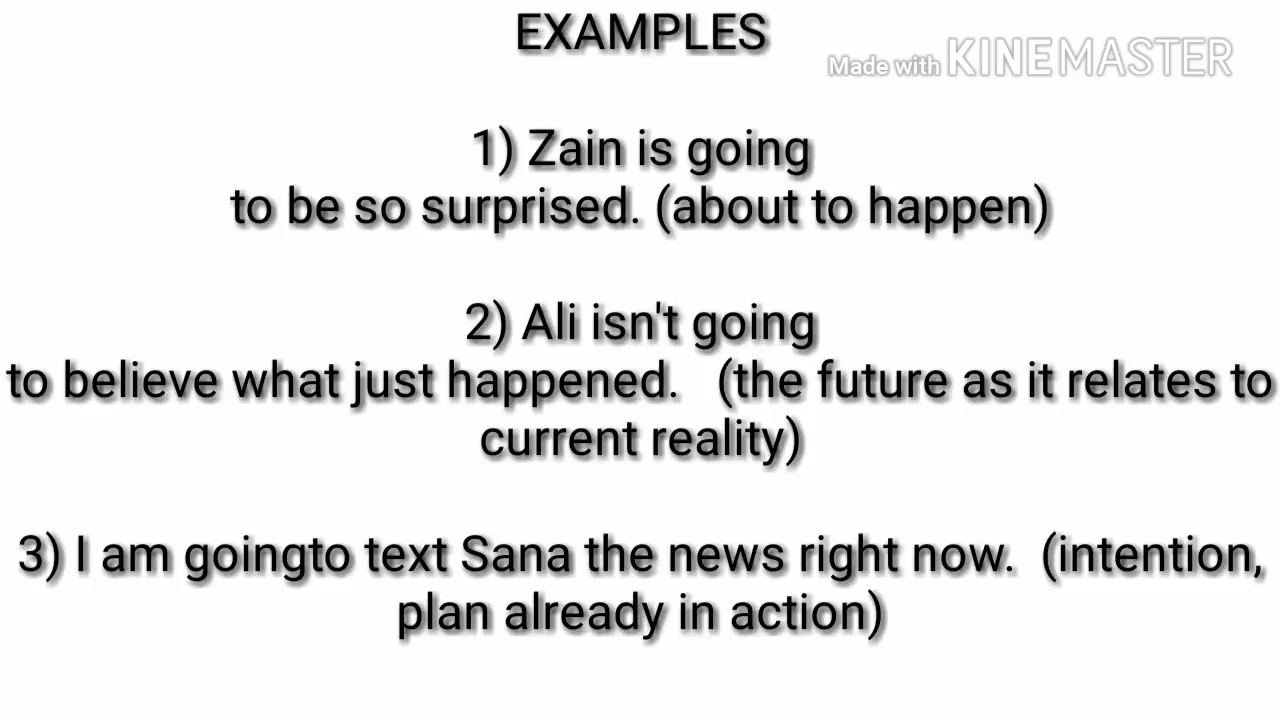 EXAMPLES
Made with KINEMASTER
1) Zain is going
to be so surprised. (about to happen)
2) Ali isn't going
to believe what just happened.   (the future as it relates to
current reality)
3) I am goingto text Sana the news right now.  (intention,
plan already in action)